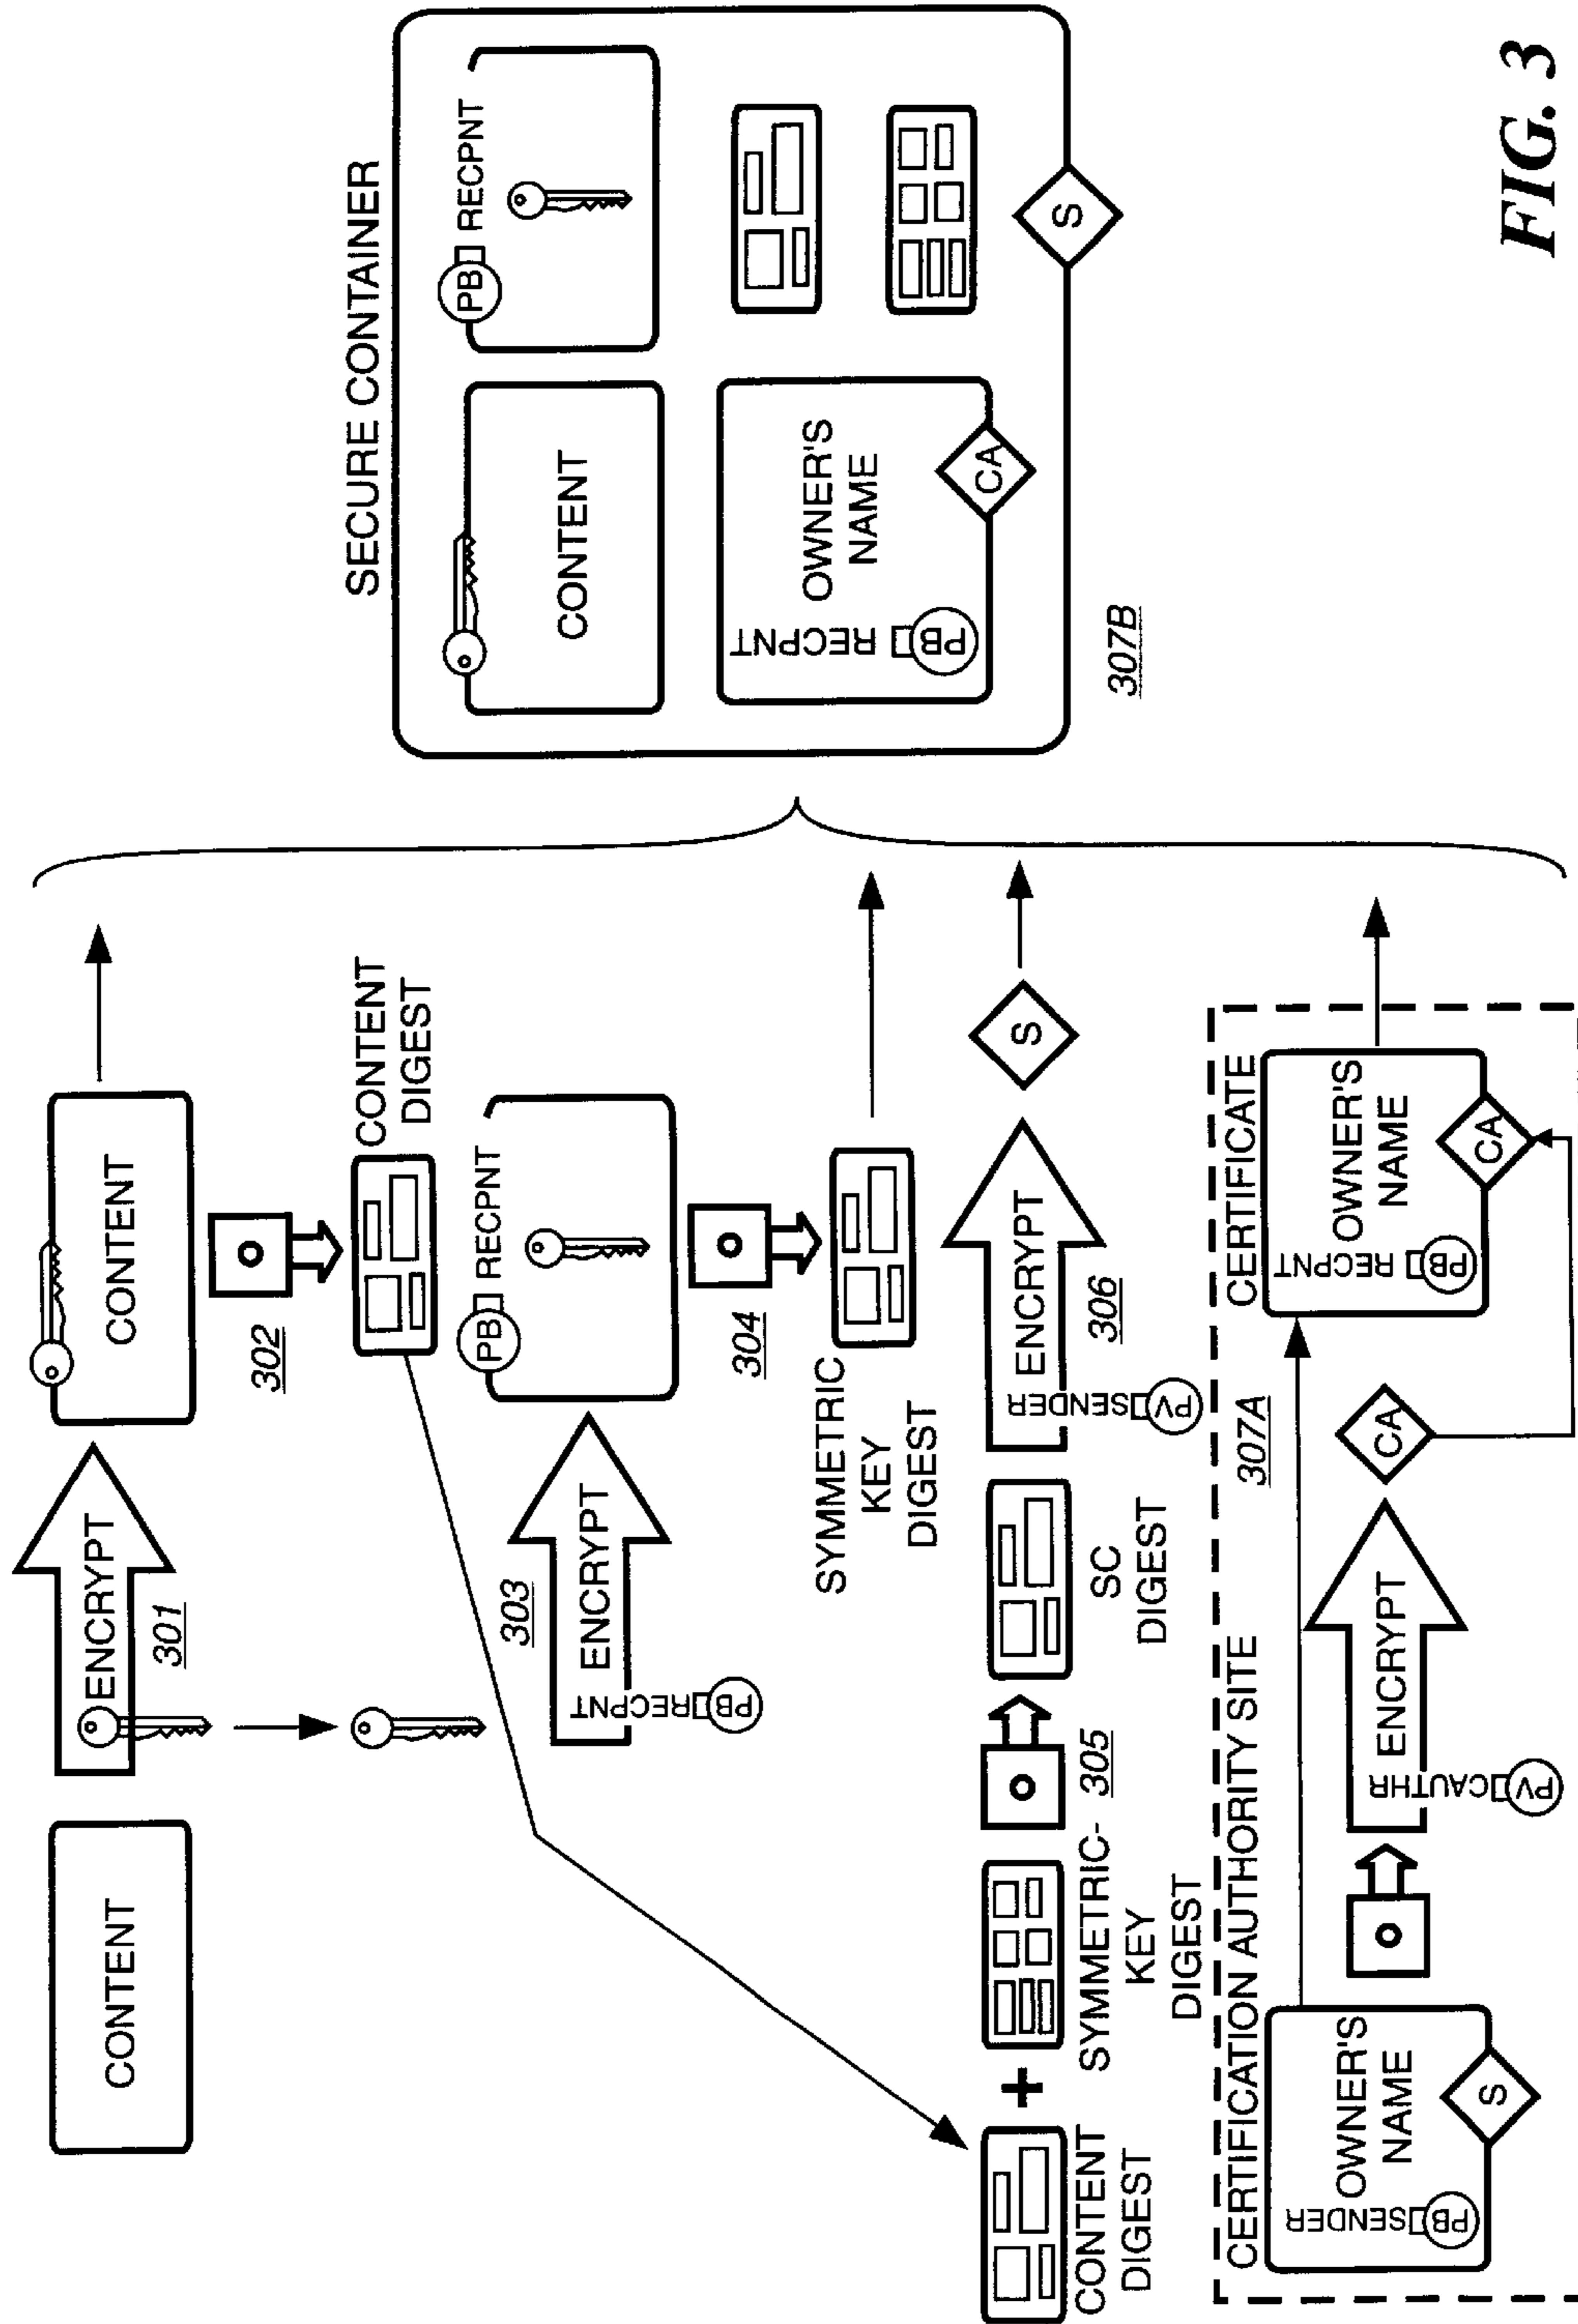 CONTENT
ENCRYPT
301
CONTENT
302
CONTENT
DIGEST
303
ENCRYPT
RECPNT
PB
PB
RECPNT
304
SYMMETRIC
KEY
DIGEST
CONTENT
DIGEST
+
SYMMETRIC-
KEY
DIGEST
305
SC
DIGEST
ENCRYPT
SENDER
PV
306
S
CERTIFICATION AUTHORITY SITE
307A
SENDER
PB
OWNER'S
NAME
S
ENCRYPT
CAUTHR
PV
CA
CERTIFICATE
RECPNT
PB
OWNER'S
NAME
CA
SECURE CONTAINER
CONTENT
PB
RECPNT
RECPNT
PB
OWNER'S
NAME
CA
S
307B
FIG. 3